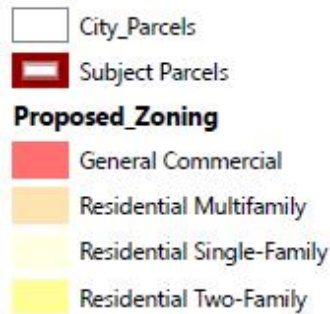 City_Parcels
Subject Parcels
Proposed_Zoning
General Commercial
Residential Multifamily
Residential Single-Family
Residential Two-Family